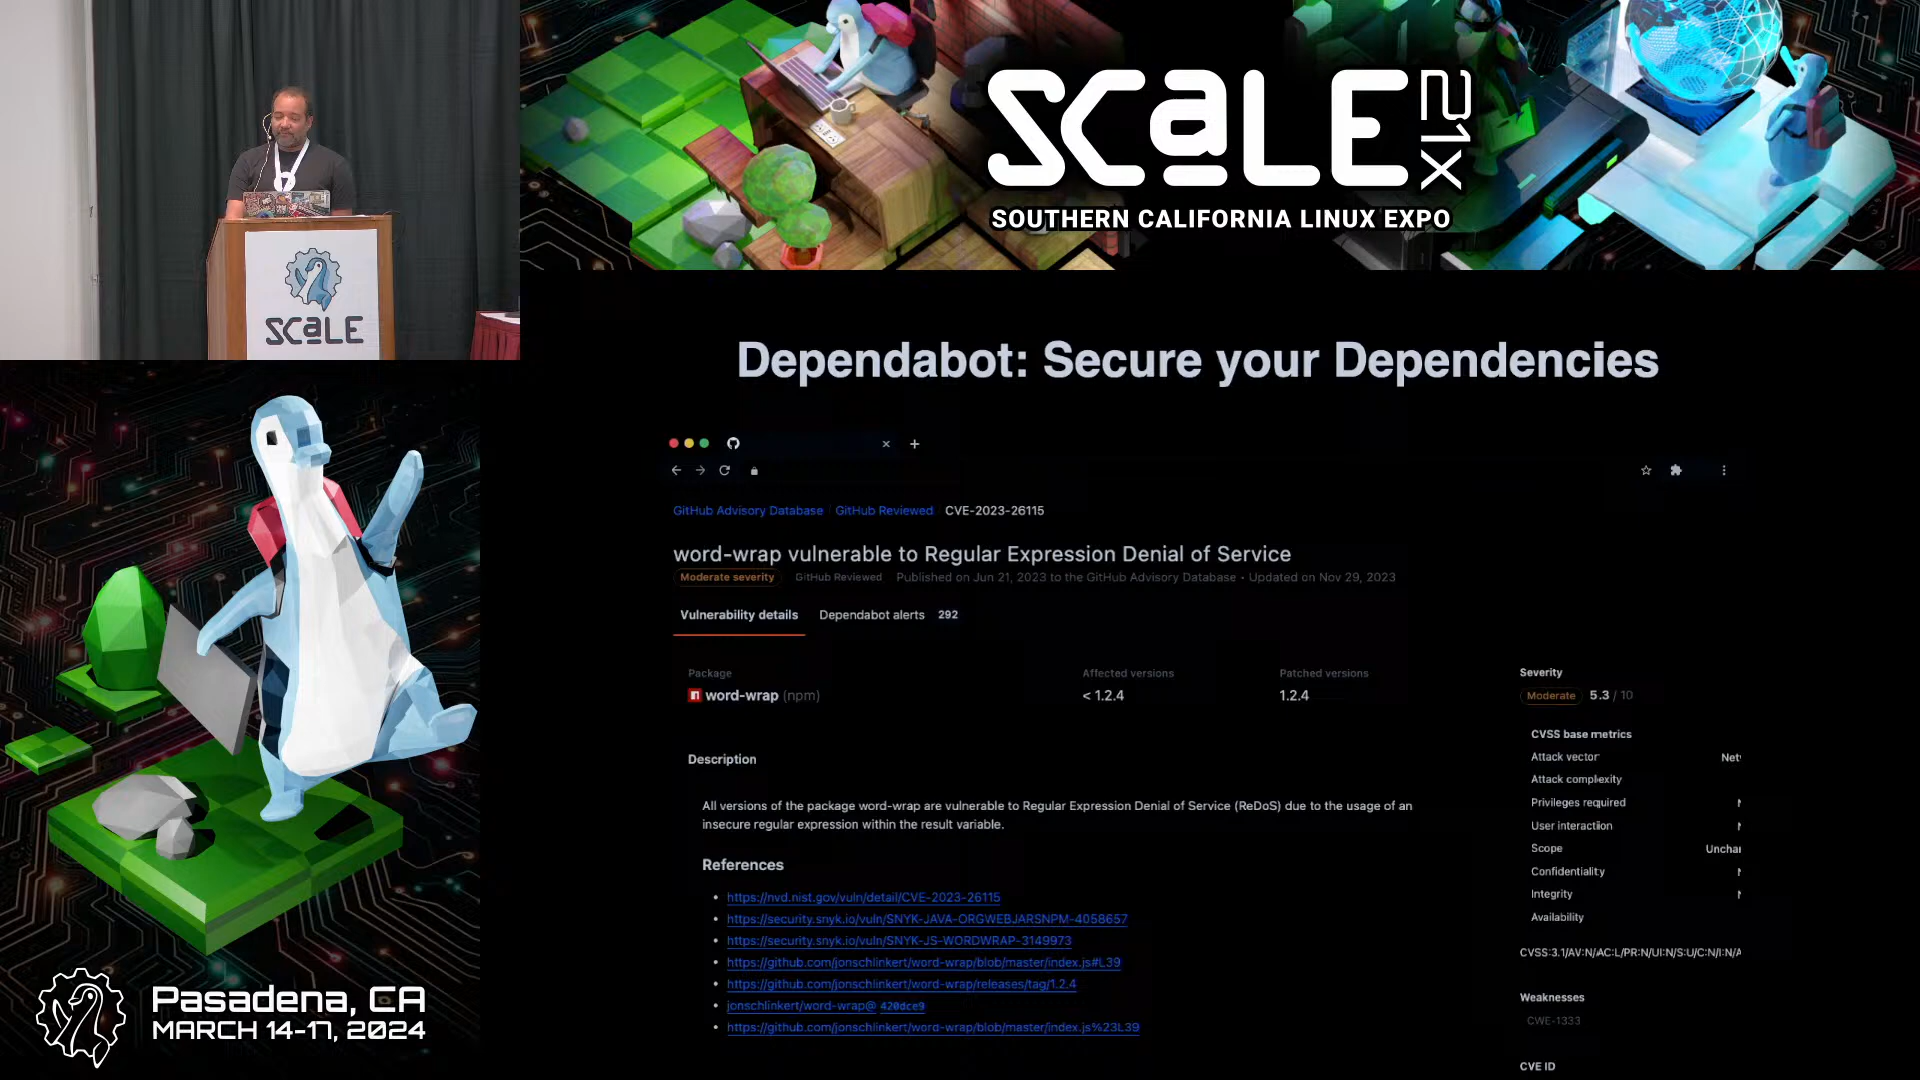 SCaLE 21X
SOUTHERN CALIFORNIA LINUX EXPO
SCaLE
Pasadena, CA
MARCH 14-17, 2024
Dependabot: Secure your Dependencies
GitHub Advisory Database / GitHub Reviewed / CVE-2023-26115
word-wrap vulnerable to Regular Expression Denial of Service
Moderate severity GitHub Reviewed Published on Jun 21, 2023 to the GitHub Advisory Database • Updated on Nov 29, 2023
Vulnerability details Dependabot alerts 292
Package Affected versions Patched versions
word-wrap (npm) < 1.2.4 1.2.4
Description
All versions of the package word-wrap are vulnerable to Regular Expression Denial of Service (ReDoS) due to the usage of an
insecure regular expression within the result variable.
References
• https://nvd.nist.gov/vuln/detail/CVE-2023-26115
• https://security.snyk.io/vuln/SNYK-JAVA-ORGWEBJARSNPM-4058657
• https://security.snyk.io/vuln/SNYK-JS-WORDWRAP-3149973
• https://github.com/jonschlinkert/word-wrap/blob/master/index.js#L39
• https://github.com/jonschlinkert/word-wrap/releases/tag/1.2.4
• jonschlinkert/word-wrap@ 420dce9
• https://github.com/jonschlinkert/word-wrap/blob/master/index.js%23L39
Severity
Moderate 5.3 / 10
CVSS base metrics
Attack vector Net
Attack complexity
Privileges required
User interaction
Scope Uncha
Confidentiality
Integrity
Availability
CVSS:3.1/AV:N/AC:L/PR:N/UI:N/S:U/C:N/I:N/A
Weaknesses
CWE-1333
CVE ID